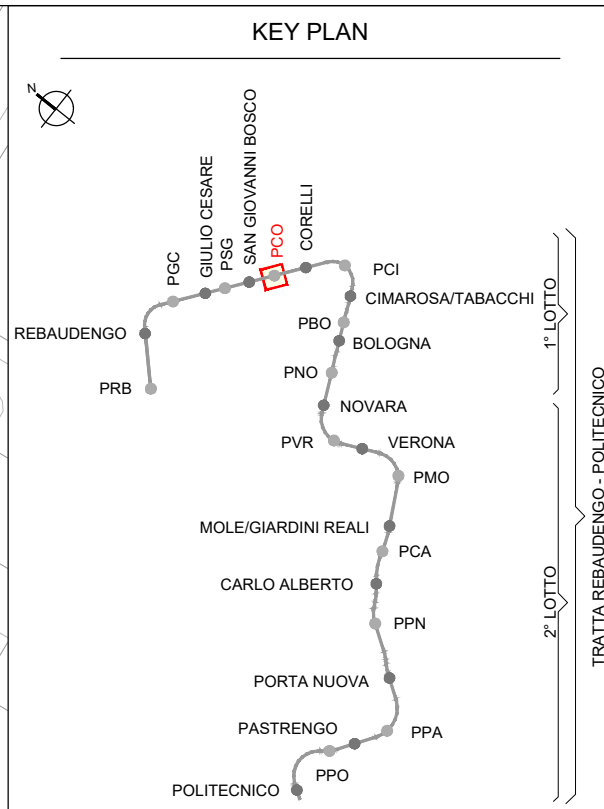 KEY PLAN
N
PGC
GIULIO CESARE
PSG
SAN GIOVANNI BOSCO
PCO
CORELLI
PCI
CIMAROSA/TABACCHI
REBAUDENGO
PBO
BOLOGNA
PNO
PRB
NOVARA
PVR
VERONA
PMO
MOLE/GIARDINI REALI
PCA
CARLO ALBERTO
PPN
PORTA NUOVA
PASTRENGO
PPA
PPO
POLITECNICO
1° LOTTO
2° LOTTO
TRATTA REBAUDENGO - POLITECNICO